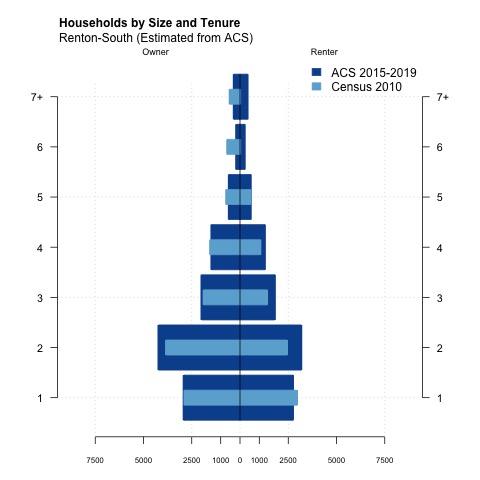 Households by Size and Tenure
Renton-South (Estimated from ACS)
Owner Renter
ACS 2015-2019
Census 2010
7+ 7+
6 6
5 5
4 4
3 3
2 2
1 1
7500 5000 2500 1000 0 1000 2500 5000 7500